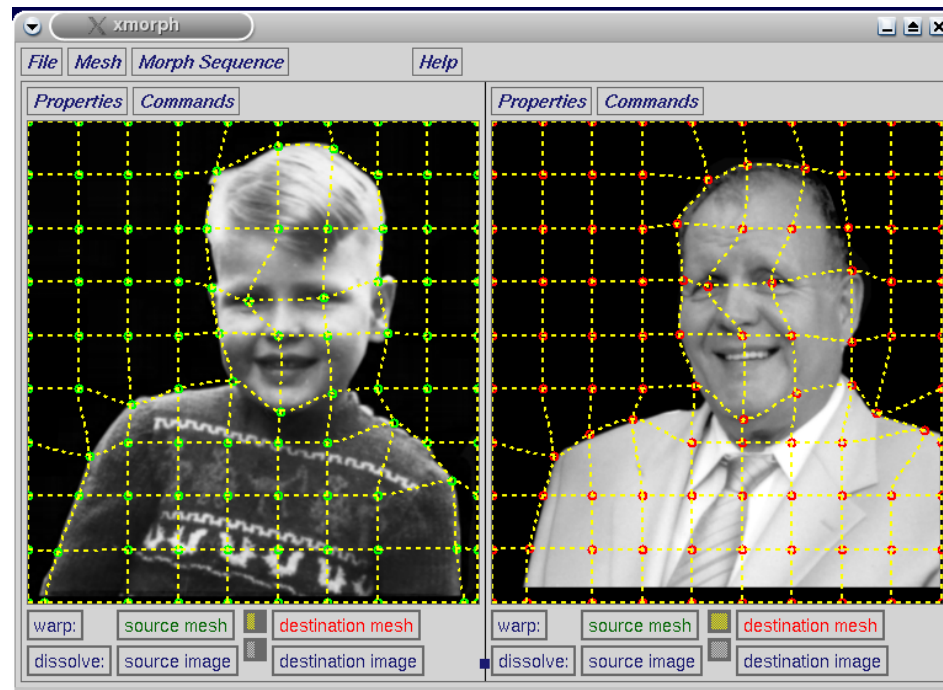 X xmorph
File Mesh Morph Sequence Help
Properties Commands Properties Commands
warp: source mesh destination mesh warp: source mesh destination mesh
dissolve: source image destination image dissolve: source image destination image